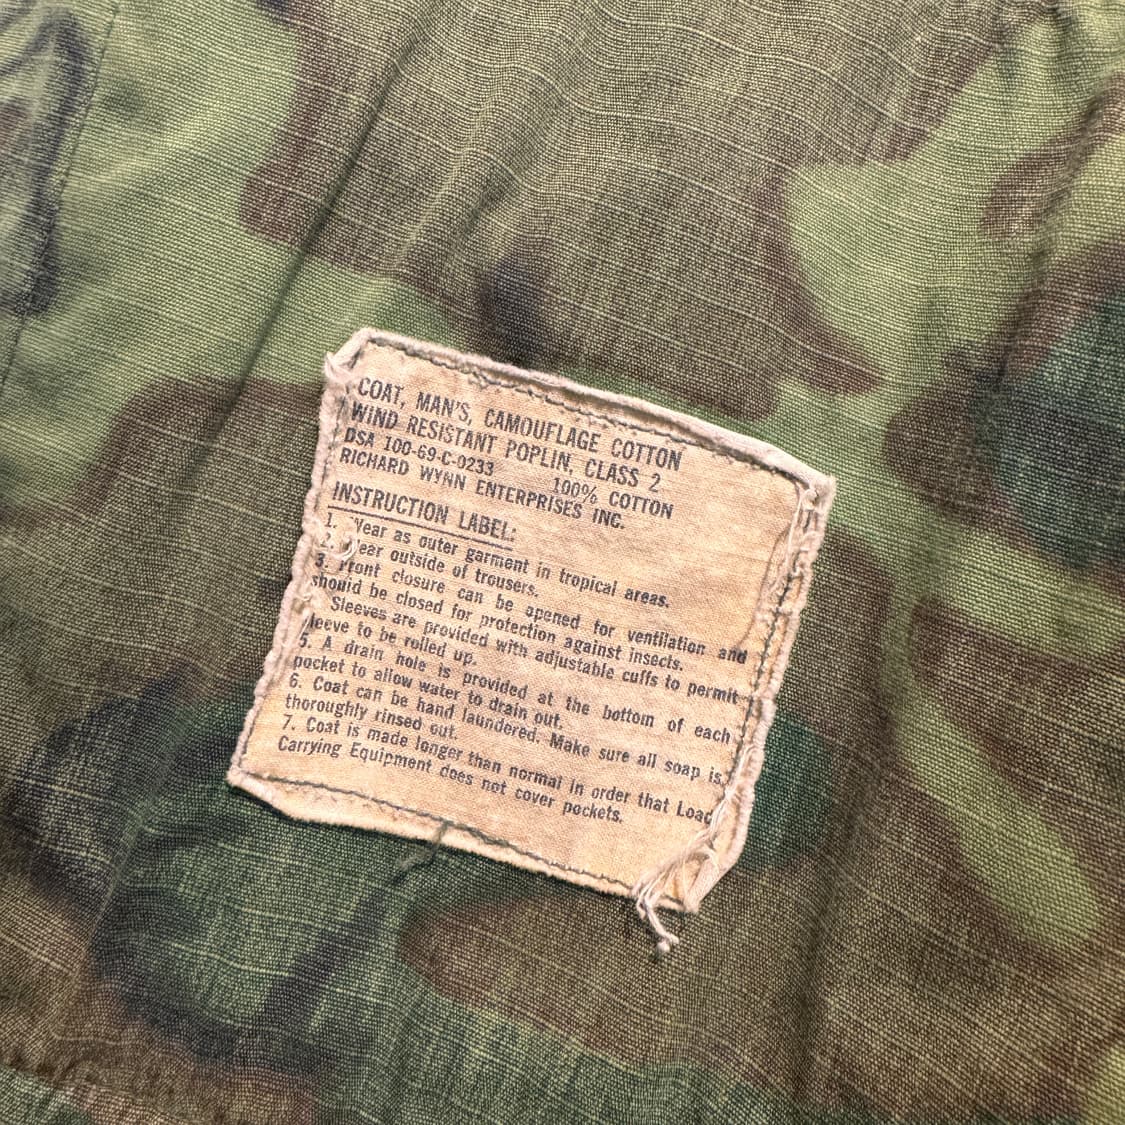 COAT, MAN'S, CAMOUFLAGE COTTON
WIND RESISTANT POPLIN, CLASS 2
DSA 100-69-C-0233 100% COTTON
RICHARD WYNN ENTERPRISES INC.
INSTRUCTION LABEL:
1. Wear as outer garment in tropical areas.
2. Wear outside of trousers.
3. Front closure can be opened for ventilation and
should be closed for protection against insects.
Sleeves are provided with adjustable cuffs to permit
sleeve to be rolled up.
5. A drain hole is provided at the bottom of each
pocket to allow water to drain out.
6. Coat can be hand laundered. Make sure all soap is
thoroughly rinsed out.
7. Coat is made longer than normal in order that Load
Carrying Equipment does not cover pockets.